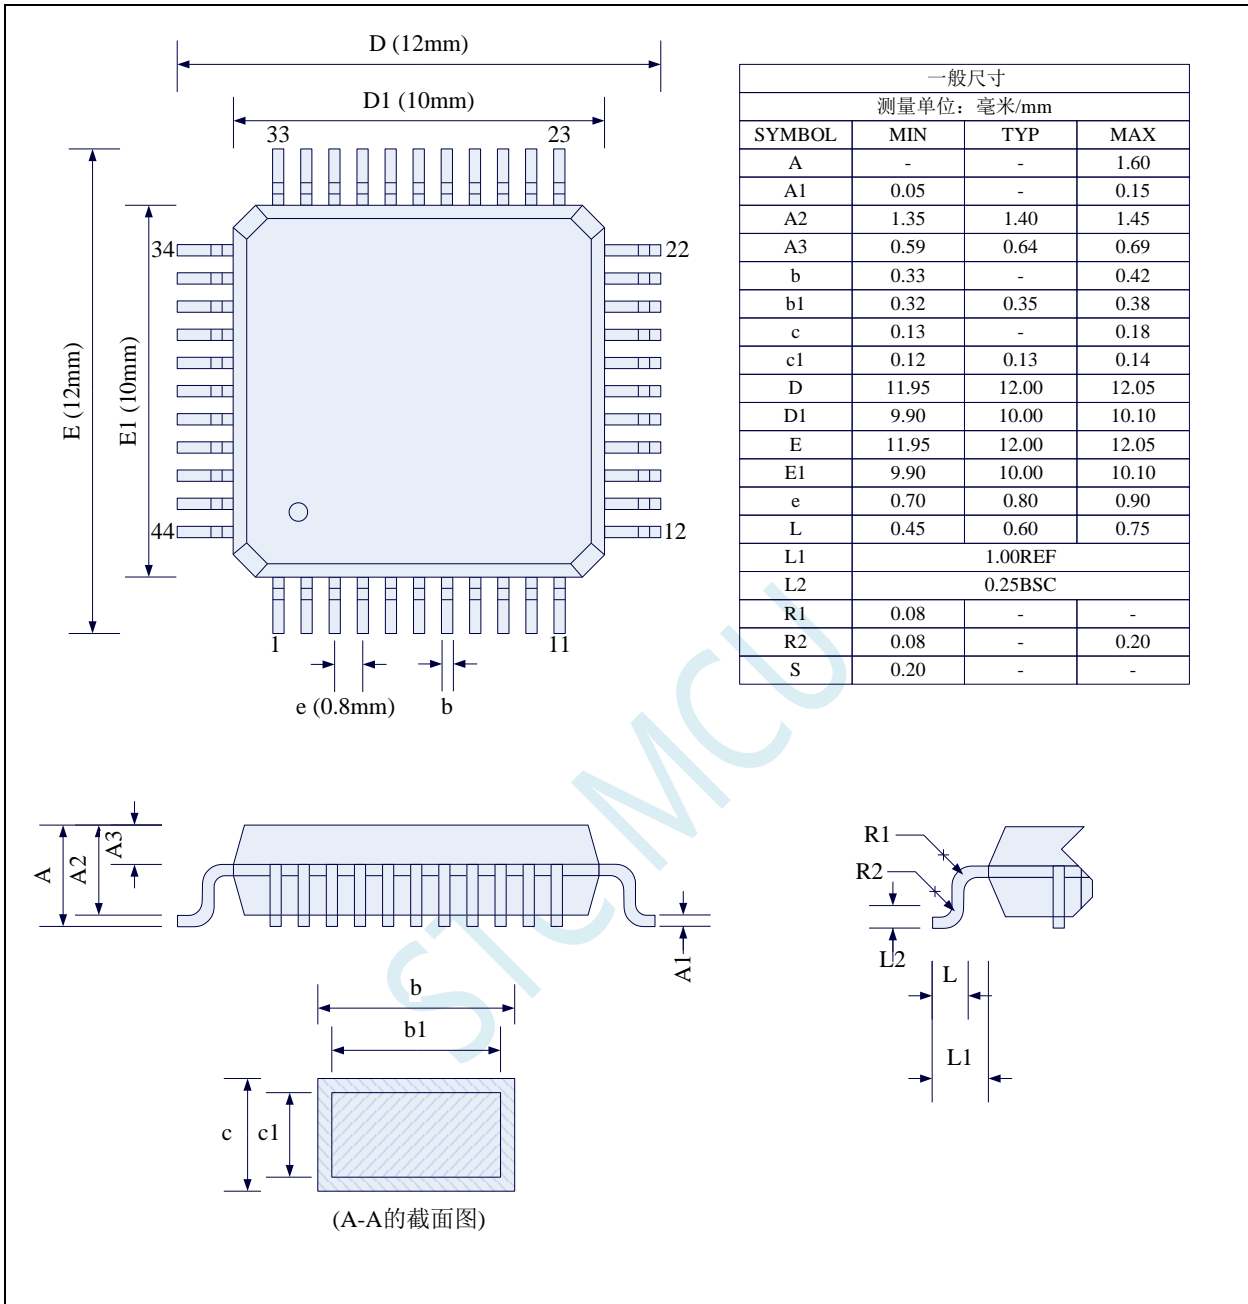 D (12mm)
D1 (10mm)
33 23
34 22
E (12mm)
E1 (10mm)
44 12
1 11
e (0.8mm) b
一般尺寸
测量单位：毫米/mm
SYMBOL MIN TYP MAX
A - - 1.60
A1 0.05 - 0.15
A2 1.35 1.40 1.45
A3 0.59 0.64 0.69
b 0.33 - 0.42
b1 0.32 0.35 0.38
c 0.13 - 0.18
c1 0.12 0.13 0.14
D 11.95 12.00 12.05
D1 9.90 10.00 10.10
E 11.95 12.00 12.05
E1 9.90 10.00 10.10
e 0.70 0.80 0.90
L 0.45 0.60 0.75
L1 1.00REF
L2 0.25BSC
R1 0.08 - -
R2 0.08 - 0.20
S 0.20 - -
STCMCU
A
A2
A3
A1
R1
R2
L2
L
L1
b
b1
c c1
(A-A的截面图)